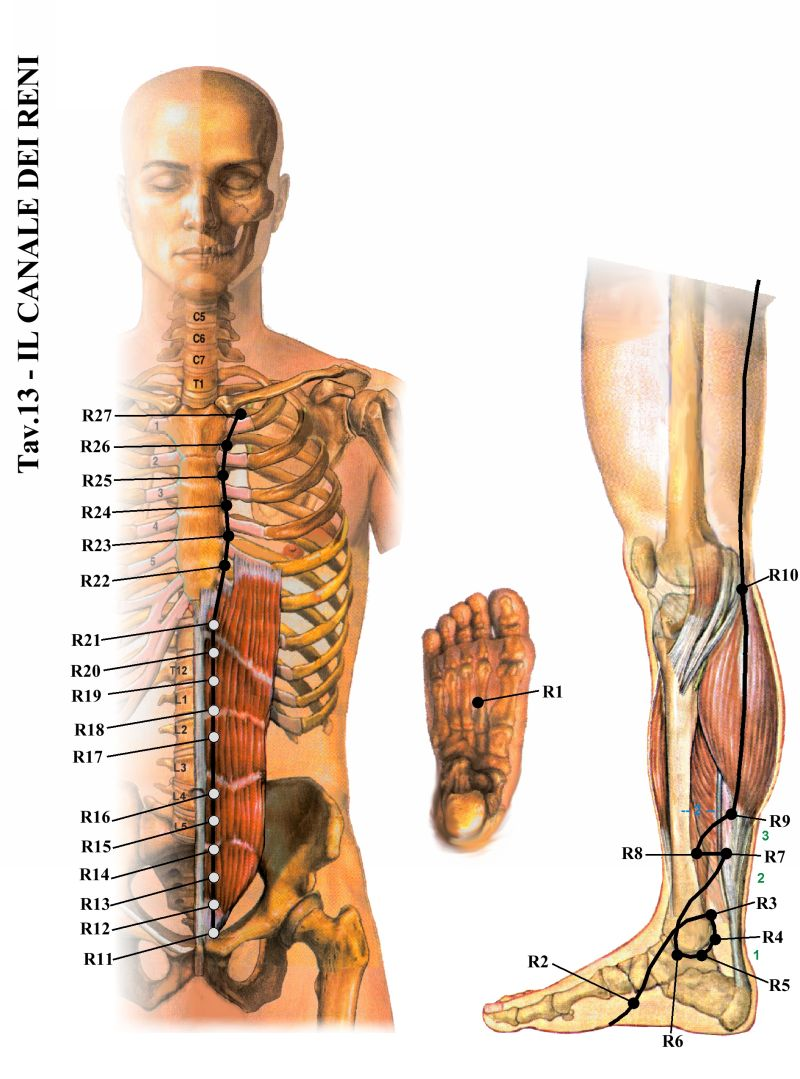 Tav.13 - IL CANALE DEI RENI
C5
C6
C7
T1
R27
1
R26
2
R25
3
R24
4
R23
5
R22
R21
R20
T12
R19
L1
R18
L2
R17
L3
L4
R16
L5
R15
R14
R13
R12
R11
R1
R10
R9
3
R8
R7
2
R3
R4
1
R5
R2
R6